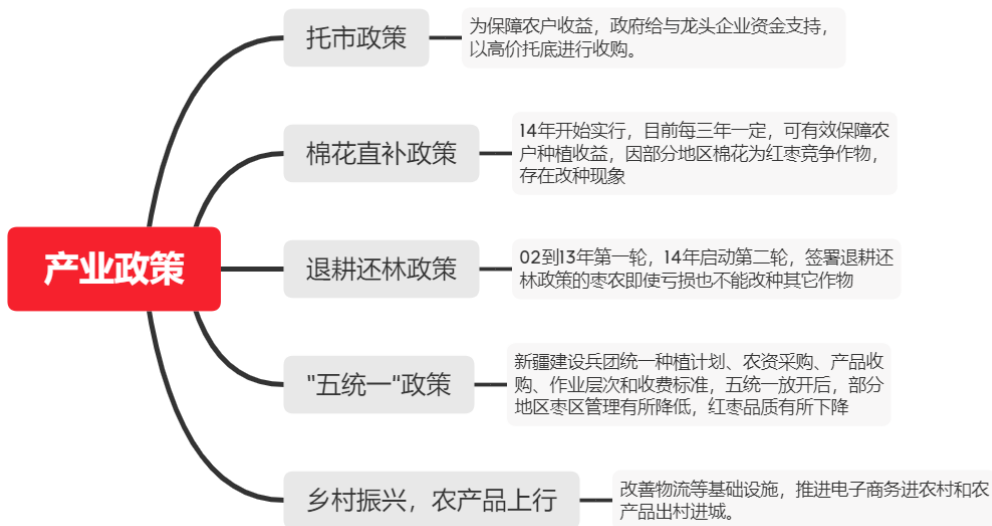 产业政策
托市政策
为保障农户收益，政府给与龙头企业资金支持，
以高价托底进行收购。
棉花直补政策
14年开始实行，目前每三年一定，可有效保障农
户种植收益，因部分地区棉花为红枣竞争作物，
存在改种现象
退耕还林政策
02到13年第一轮，14年启动第二轮，签署退耕还
林政策的枣农即使亏损也不能改种其它作物
"五统一"政策
新疆建设兵团统一种植计划、农资采购、产品收
购、作业层次和收费标准，五统一放开后，部分
地区枣区管理有所降低，红枣品质有所下降
乡村振兴，农产品上行
改善物流等基础设施，推进电子商务进农村和农
产品出村进城。